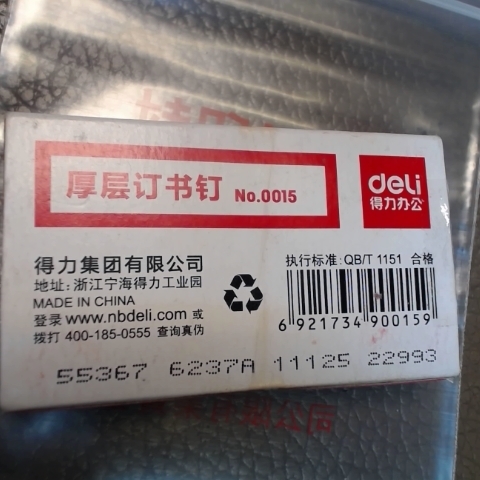 厚层订书钉 No.0015
deli
得力办公
得力集团有限公司
地址:浙江宁海得力工业园
MADE IN CHINA
登录 www.nbdeli.com 或
拨打 400-185-0555 查询真伪
执行标准:QB/T 1151 合格
6 921734 900159
55367 6237A 11125 22993